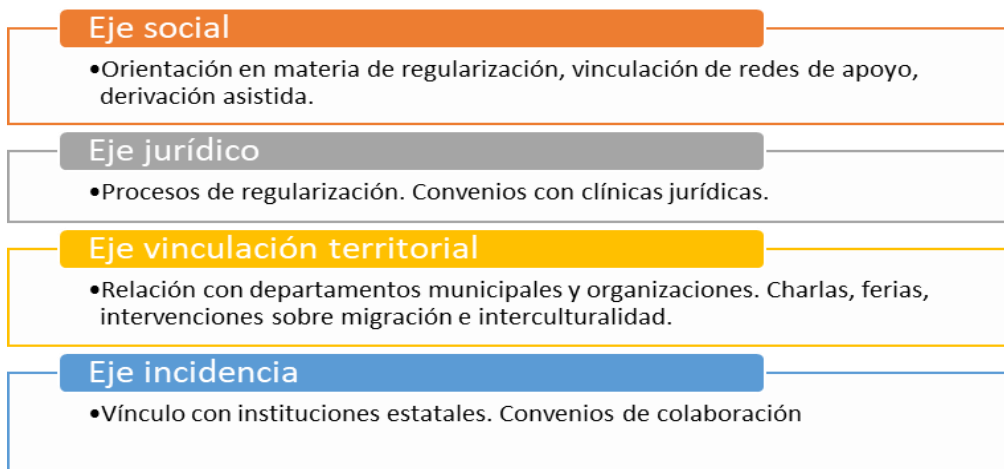 Eje social
•Orientación en materia de regularización, vinculación de redes de apoyo,
derivación asistida.
Eje jurídico
•Procesos de regularización. Convenios con clínicas jurídicas.
Eje vinculación territorial
•Relación con departamentos municipales y organizaciones. Charlas, ferias,
intervenciones sobre migración e interculturalidad.
Eje incidencia
•Vínculo con instituciones estatales. Convenios de colaboración